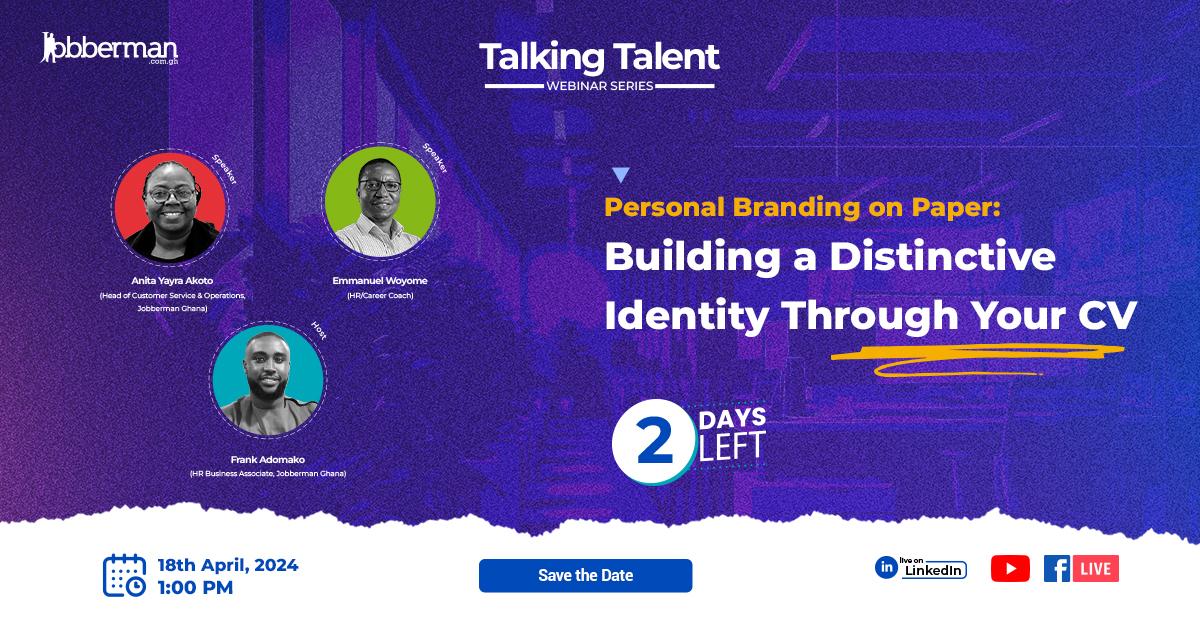 Jobberman
.com.gh
Talking Talent
WEBINAR SERIES
Speaker
Anita Yayra Akoto
(Head of Customer Service & Operations,
Jobberman Ghana)
Speaker
Emmanuel Woyome
(HR/Career Coach)
Host
Frank Adomako
(HR Business Associate, Jobberman Ghana)
Personal Branding on Paper:
Building a Distinctive
Identity Through Your CV
2 DAYS
LEFT
18th April, 2024
1:00 PM
Save the Date
in live on
LinkedIn
f LIVE